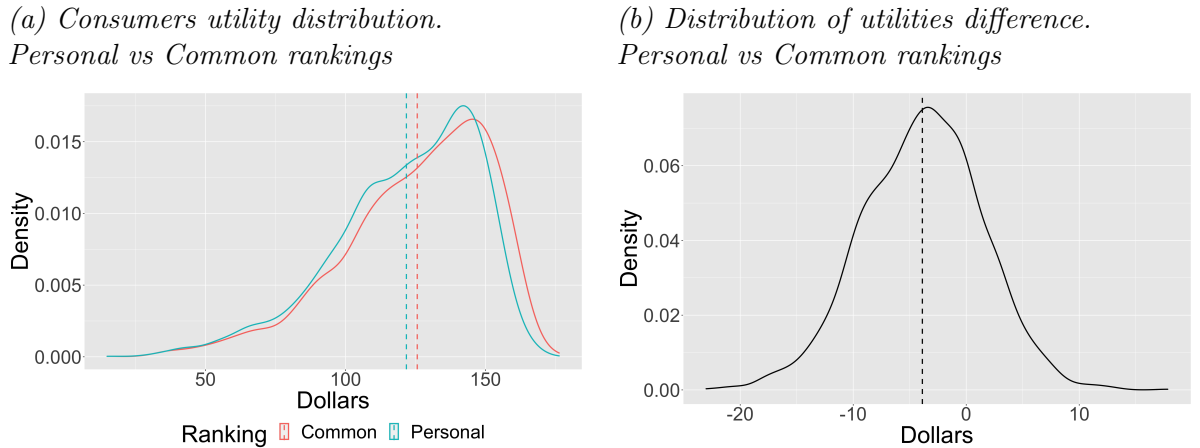 (a) Consumers utility distribution.
Personal vs Common rankings
0.015
0.010
0.005
0.000
Density
50
100
150
Dollars
Ranking
Common
Personal
(b) Distribution of utilities difference.
Personal vs Common rankings
0.06
0.04
0.02
0.00
Density
-20
-10
0
10
Dollars